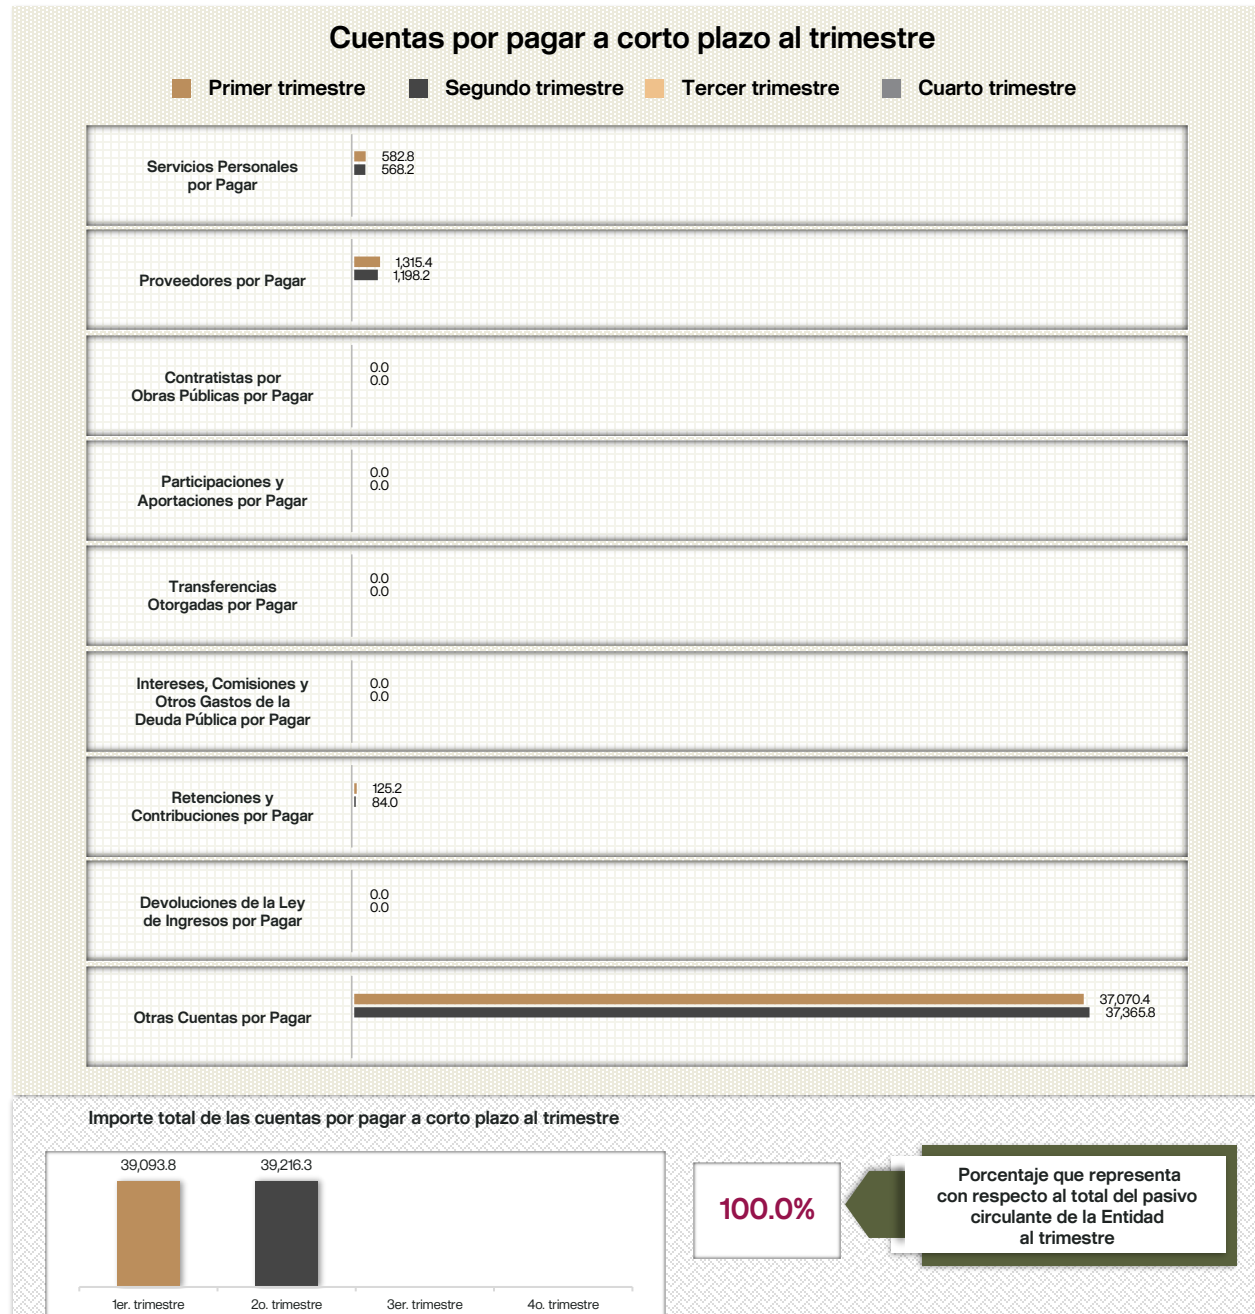 Cuentas por pagar a corto plazo al trimestre
Primer trimestre Segundo trimestre Tercer trimestre Cuarto trimestre
Servicios Personales
por Pagar
582.8
568.2
Proveedores por Pagar
1,315.4
1,198.2
Contratistas por
Obras Públicas por Pagar
0.0
0.0
Participaciones y
Aportaciones por Pagar
0.0
0.0
Transferencias
Otorgadas por Pagar
0.0
0.0
Intereses, Comisiones y
Otros Gastos de la
Deuda Pública por Pagar
0.0
0.0
Retenciones y
Contribuciones por Pagar
125.2
84.0
Devoluciones de la Ley
de Ingresos por Pagar
0.0
0.0
Otras Cuentas por Pagar
37,070.4
37,365.8
Importe total de las cuentas por pagar a corto plazo al trimestre
39,093.8 39,216.3
1er. trimestre 2o. trimestre 3er. trimestre 4o. trimestre
100.0%
Porcentaje que representa
con respecto al total del pasivo
circulante de la Entidad
al trimestre